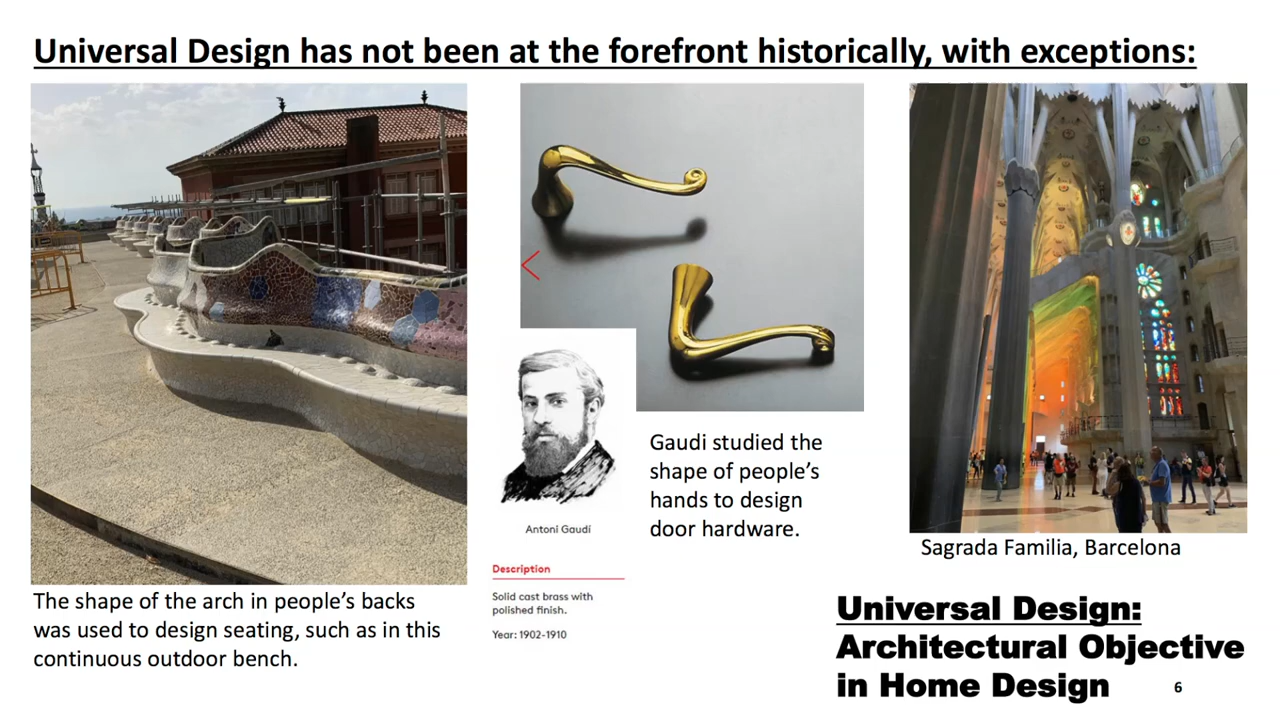 Universal Design has not been at the forefront historically, with exceptions:
The shape of the arch in people's backs
was used to design seating, such as in this
continuous outdoor bench.
Antoni Gaudí
Description
Solid cast brass with
polished finish.
Year: 1902-1910
Gaudi studied the
shape of people's
hands to design
door hardware.
Sagrada Familia, Barcelona
Universal Design:
Architectural Objective
in Home Design
6